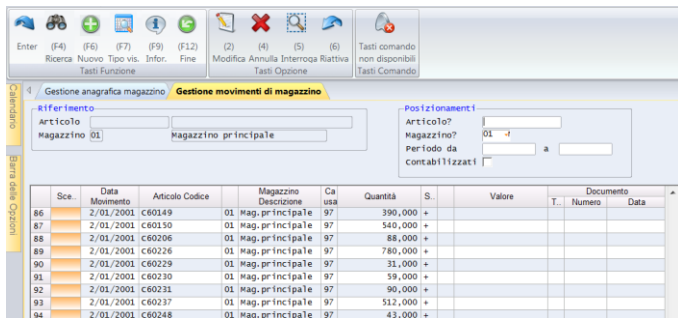 Enter (F4) Ricerca (F6) Nuovo (F7) Tipo vis. (F9) Infor. (F12) Fine (2) Modifica (4) Annulla (5) Interroga (6) Riattiva Tasti comando non disponibili
Tasti Funzione Tasti Opzione Tasti Comando
Calendario
Barra delle Opzioni
Gestione anagrafica magazzino Gestione movimenti di magazzino
Riferimento
Articolo
Magazzino 01 Magazzino principale
Posizionamenti
Articolo?
Magazzino? 01
Periodo da a
Contabilizzati
Sce.. Data Movimento Articolo Codice Magazzino Descrizione Ca usa Quantità S.. Valore Documento T.. Numero Data
86 2/01/2001 C60149 01 Mag.principale 97 390,000 +
87 2/01/2001 C60150 01 Mag.principale 97 540,000 +
88 2/01/2001 C60206 01 Mag.principale 97 88,000 +
89 2/01/2001 C60226 01 Mag.principale 97 780,000 +
90 2/01/2001 C60229 01 Mag.principale 97 31,000 +
91 2/01/2001 C60230 01 Mag.principale 97 59,000 +
92 2/01/2001 C60231 01 Mag.principale 97 90,000 +
93 2/01/2001 C60237 01 Mag.principale 97 512,000 +
94 2/01/2001 C60248 01 Mag.principale 97 43,000 +